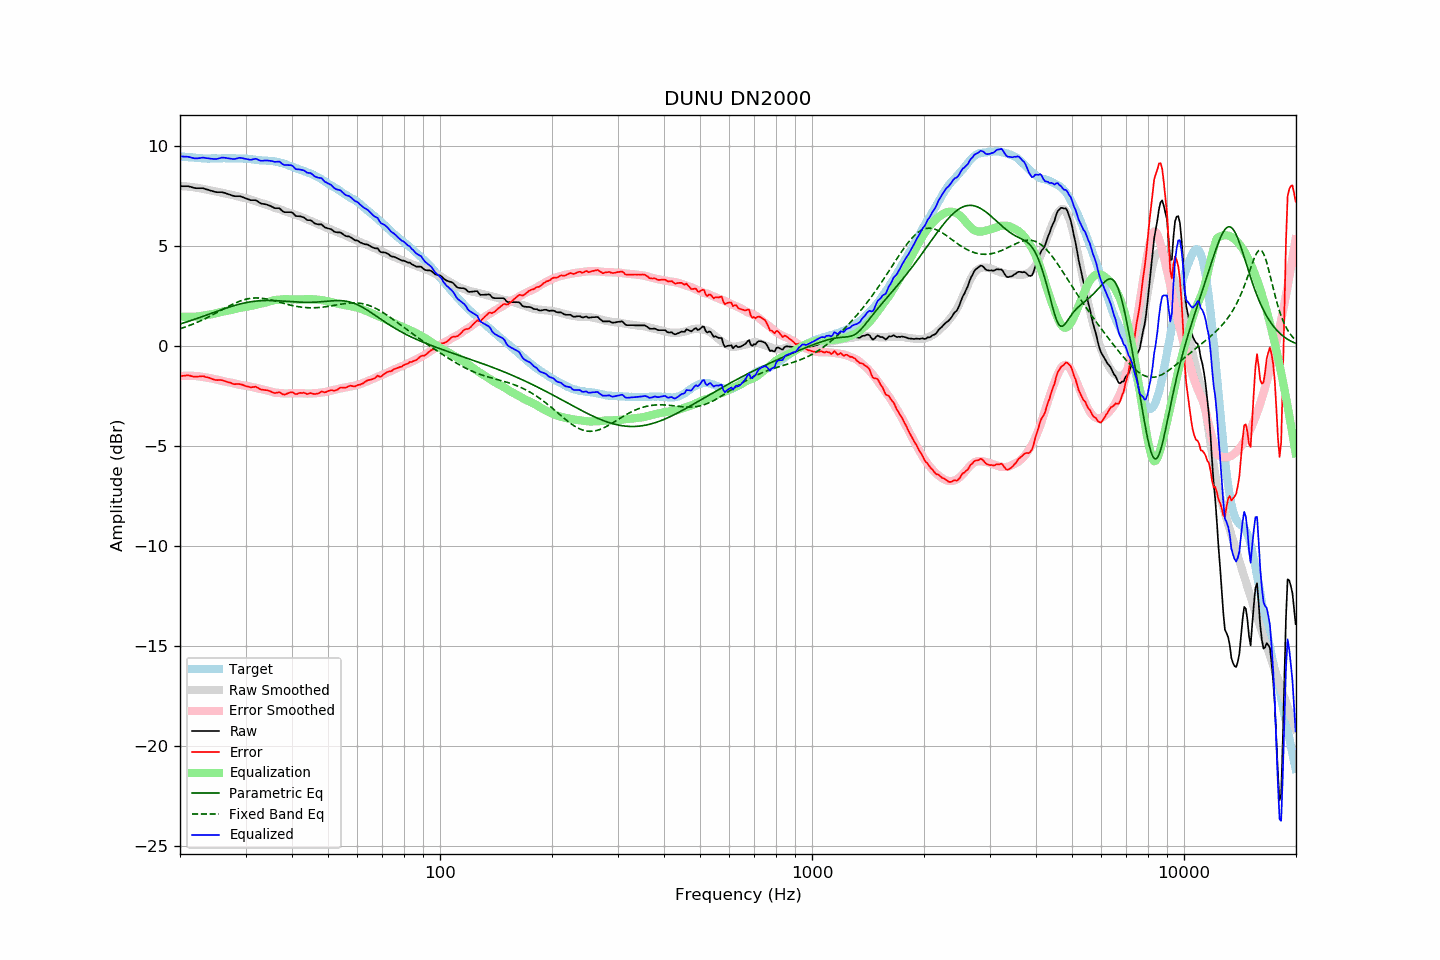 DUNU DN2000
10
5
0
−5
−10
−15
−20
−25
Amplitude (dBr)
Target
Raw Smoothed
Error Smoothed
Raw
Error
Equalization
Parametric Eq
Fixed Band Eq
Equalized
100
1000
10000
Frequency (Hz)